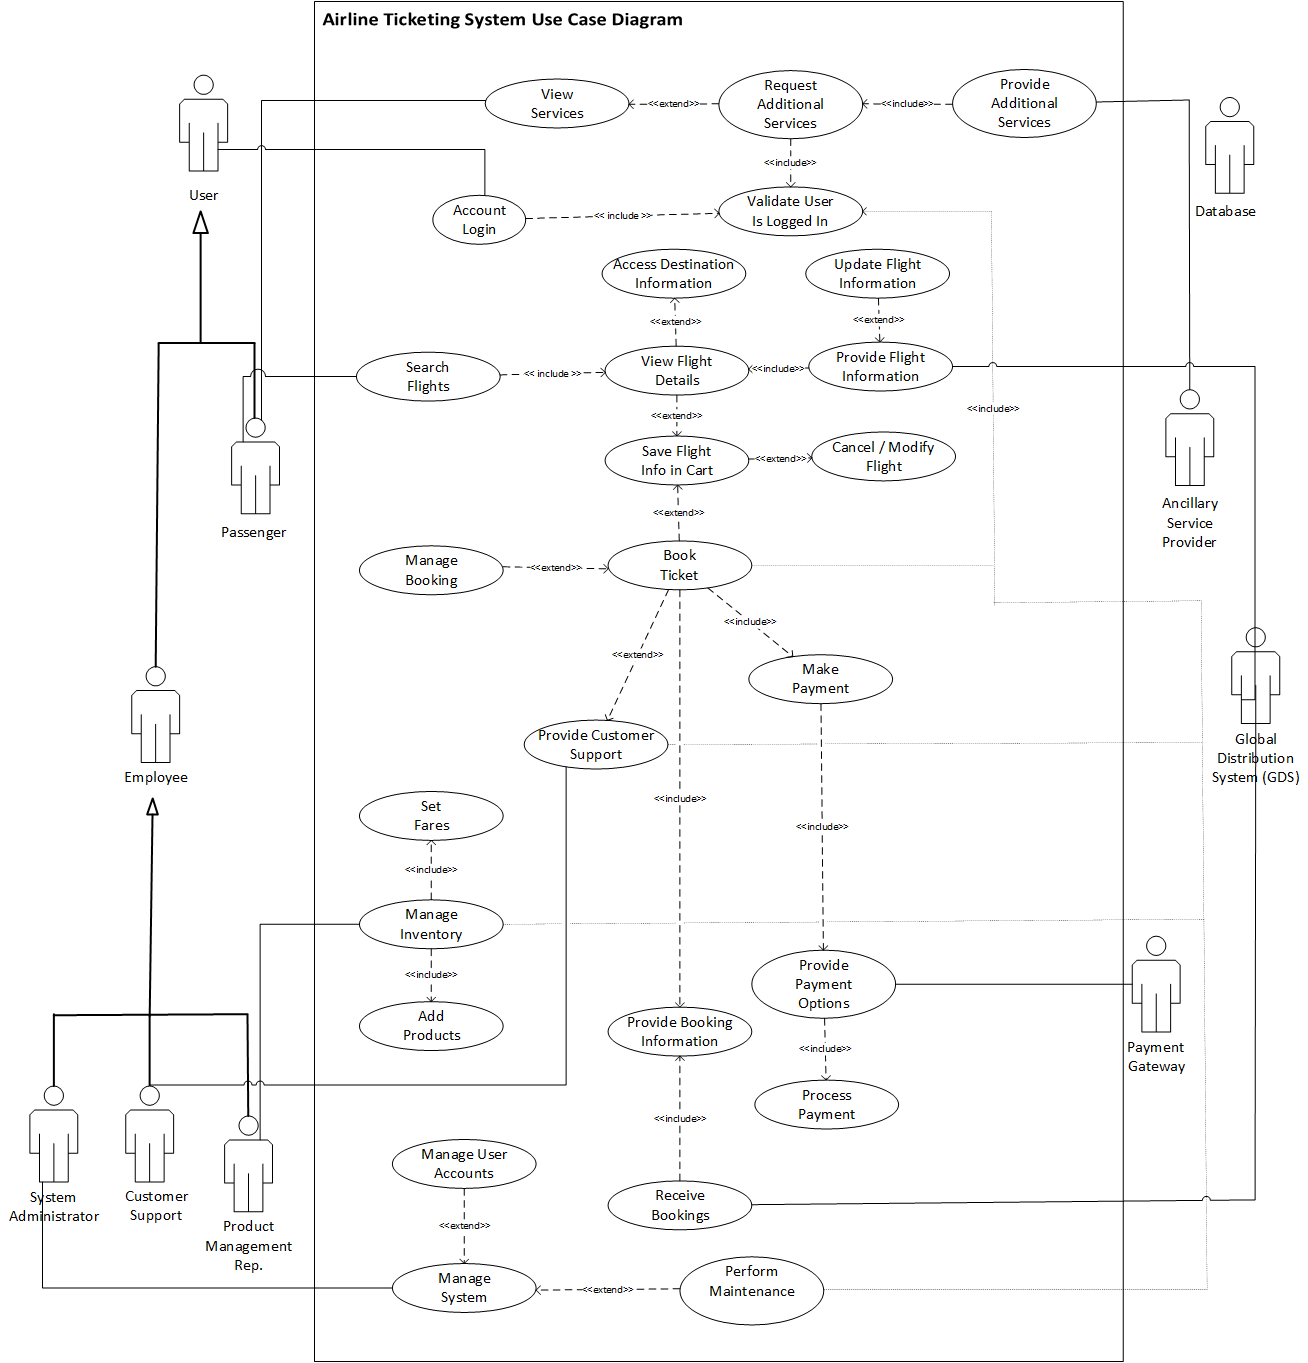 Airline Ticketing System Use Case Diagram
View
Services
<<extend>>
Request
Additional
Services
<<include>>
Provide
Additional
Services
User
Database
<<include>>
Account
Login
<< include >>
Validate User
Is Logged In
Access Destination
Information
Update Flight
Information
<<extend>>
<<extend>>
Search
Flights
<< include >>
View Flight
Details
<<include>>
Provide Flight
Information
<<extend>>
<<include>>
Passenger
Save Flight
Info in Cart
<<extend>>
Cancel / Modify
Flight
Ancillary
Service
Provider
<<extend>>
Manage
Booking
<<extend>>
Book
Ticket
<<include>>
<<extend>>
Make
Payment
Employee
Provide Customer
Support
Global
Distribution
System (GDS)
<<include>>
Set
Fares
<<include>>
<<include>>
Manage
Inventory
<<include>>
Provide
Payment
Options
Add
Products
Provide Booking
Information
<<include>>
Payment
Gateway
Process
Payment
<<include>>
Manage User
Accounts
System
Administrator
Customer
Support
Product
Management
Rep.
Receive
Bookings
<<extend>>
Manage
System
<<extend>>
Perform
Maintenance